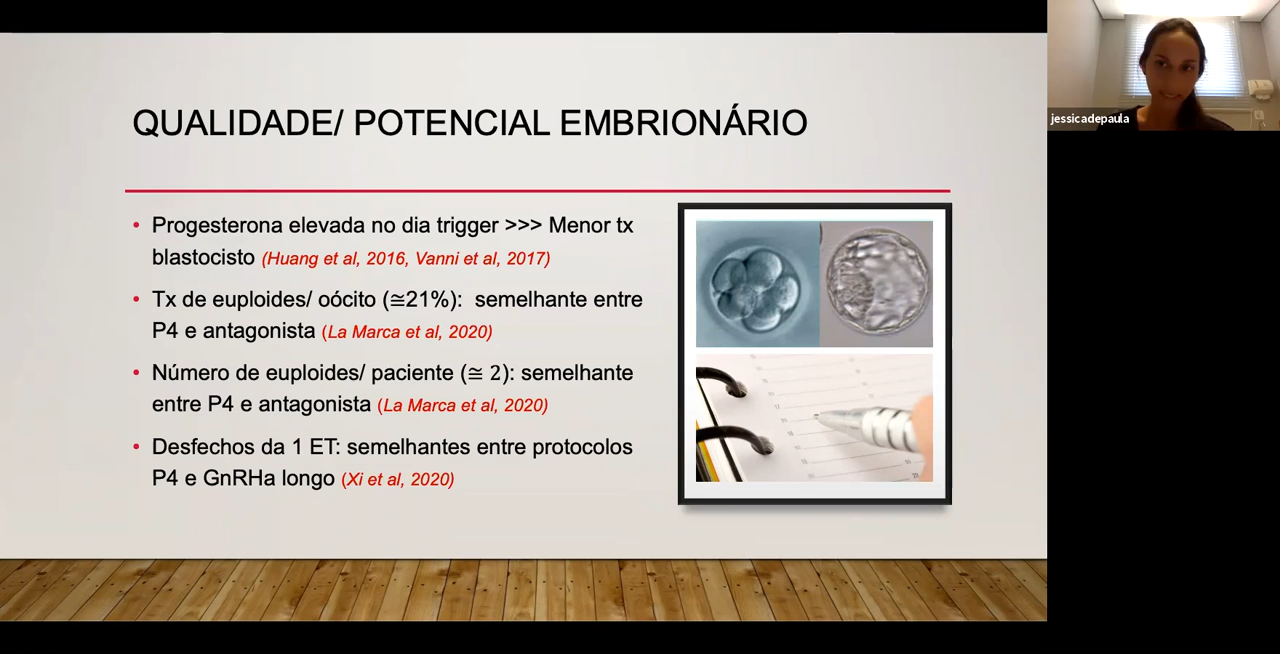 QUALIDADE/ POTENCIAL EMBRIONÁRIO
• Progesterona elevada no dia trigger >>> Menor tx
blastocisto (Huang et al, 2016, Vanni et al, 2017)
• Tx de euploides/ oócito (≅21%): semelhante entre
P4 e antagonista (La Marca et al, 2020)
• Número de euploides/ paciente (≅ 2): semelhante
entre P4 e antagonista (La Marca et al, 2020)
• Desfechos da 1 ET: semelhantes entre protocolos
P4 e GnRHa longo (Xi et al, 2020)
jessicadepaula